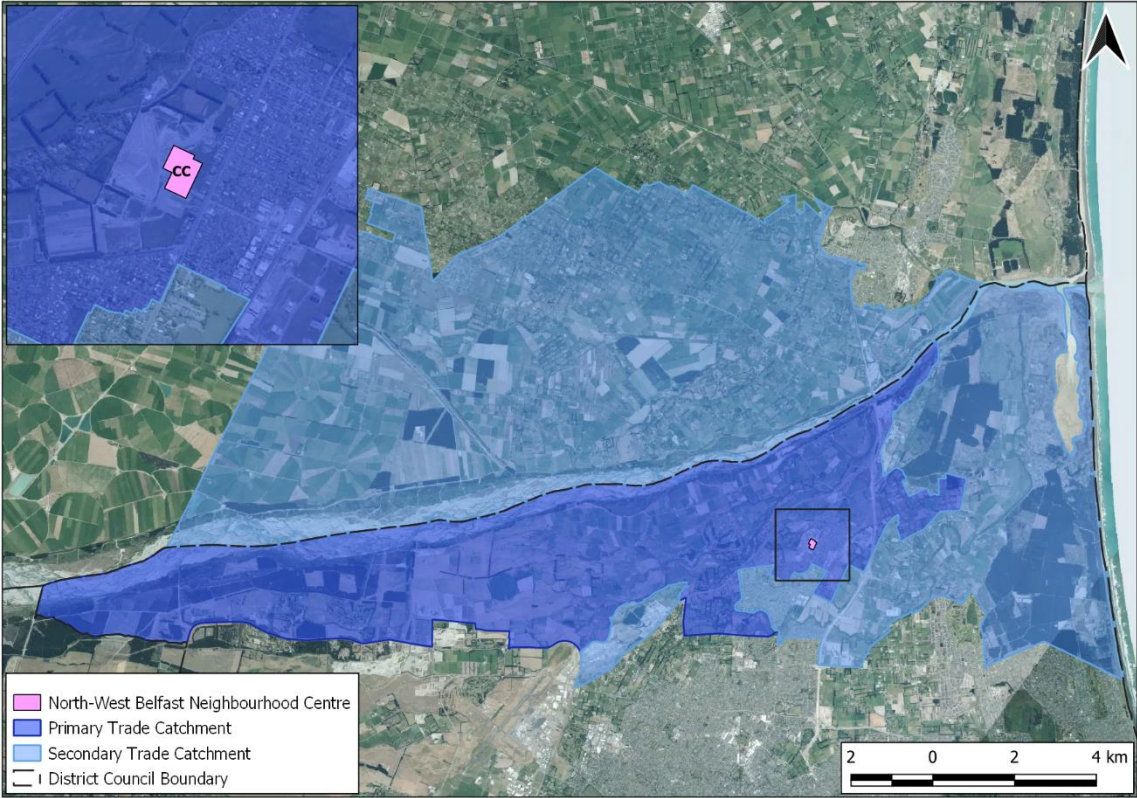 CC
North-West Belfast Neighbourhood Centre
Primary Trade Catchment
Secondary Trade Catchment
District Council Boundary
2 0 2 4 km